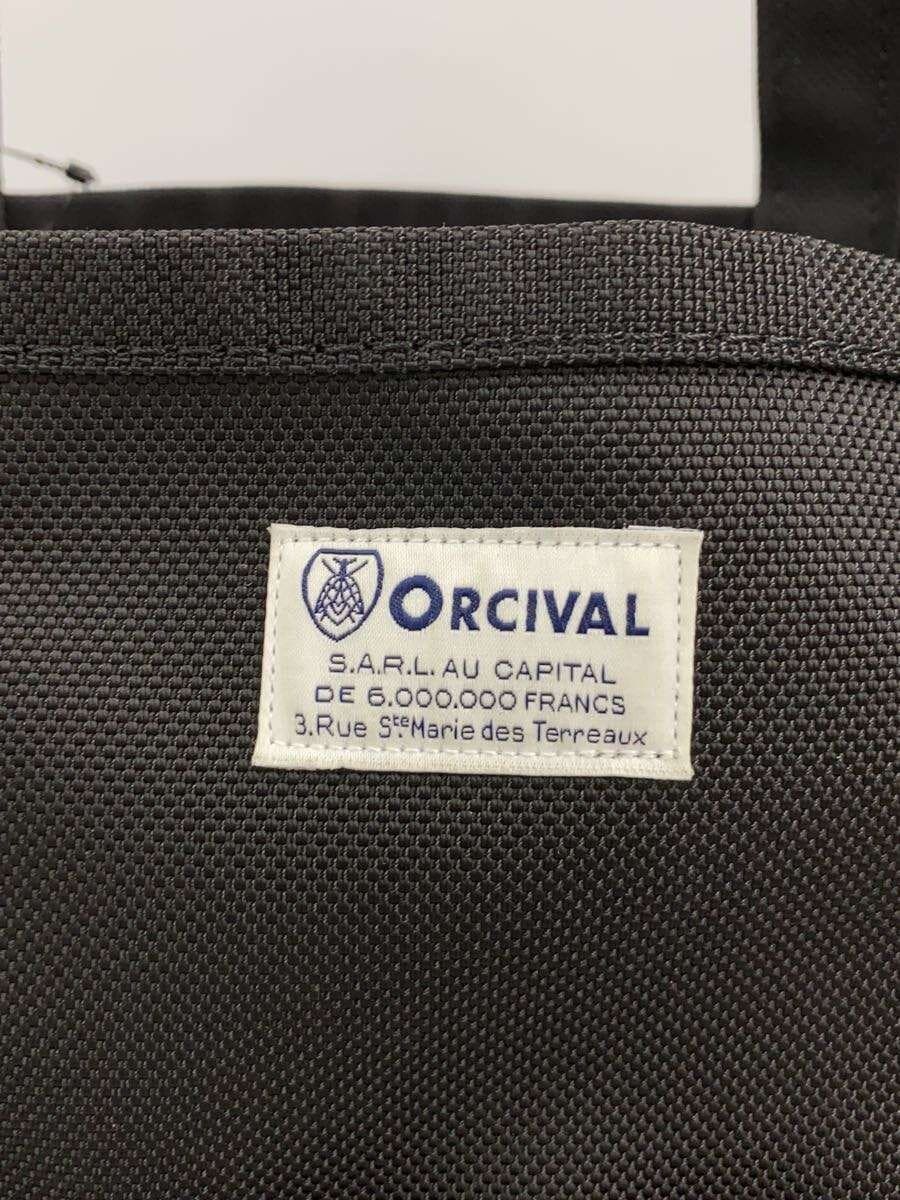 ORCIVAL
S.A.R.L. AU CAPITAL
DE 6.000.000 FRANCS
3.Rue Ste.Marie des Terreaux